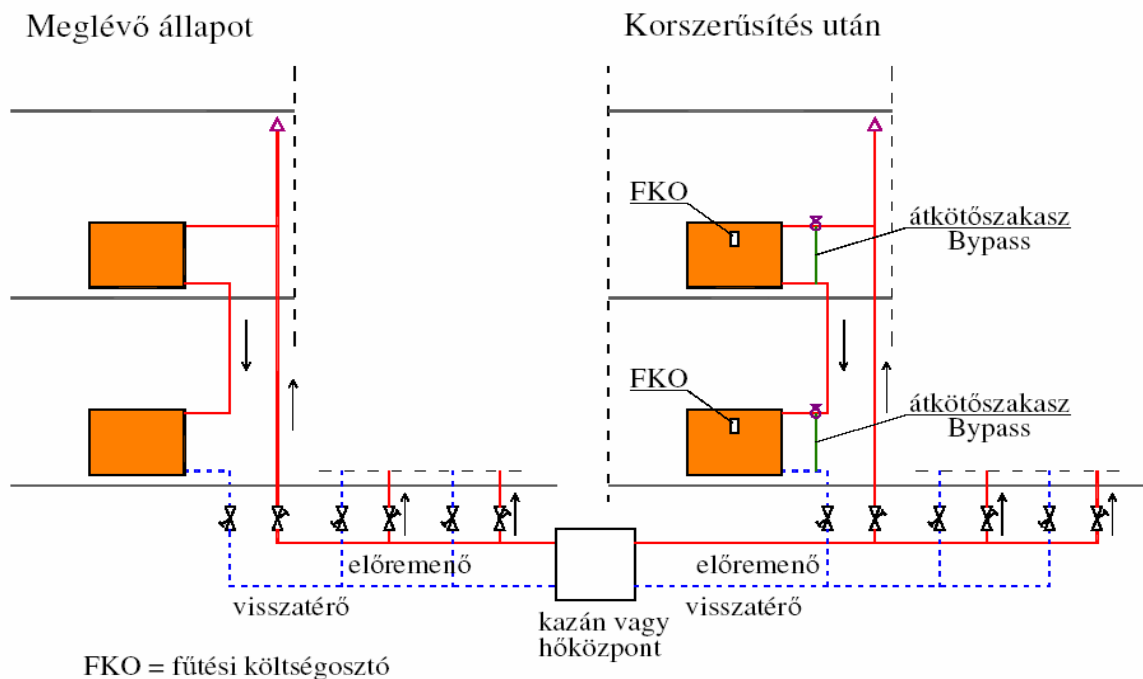 Meglévő állapot
Korszerűsítés után
FKO
átkötőszakasz
Bypass
FKO
átkötőszakasz
Bypass
előremenő
előremenő
visszatérő
visszatérő
kazán vagy
hőközpont
FKO = fűtési költségosztó